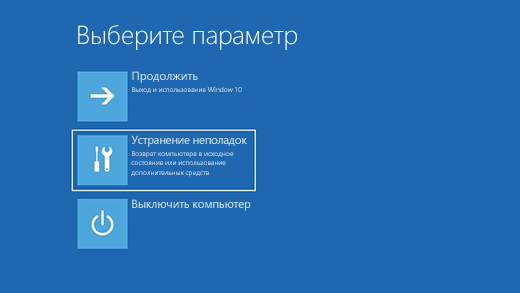 Выберите параметр
Продолжить
Выход и использование Window 10
Устранение неполадок
Возврат компьютера в исходное
состояние или использование
дополнительных средств
Выключить компьютер